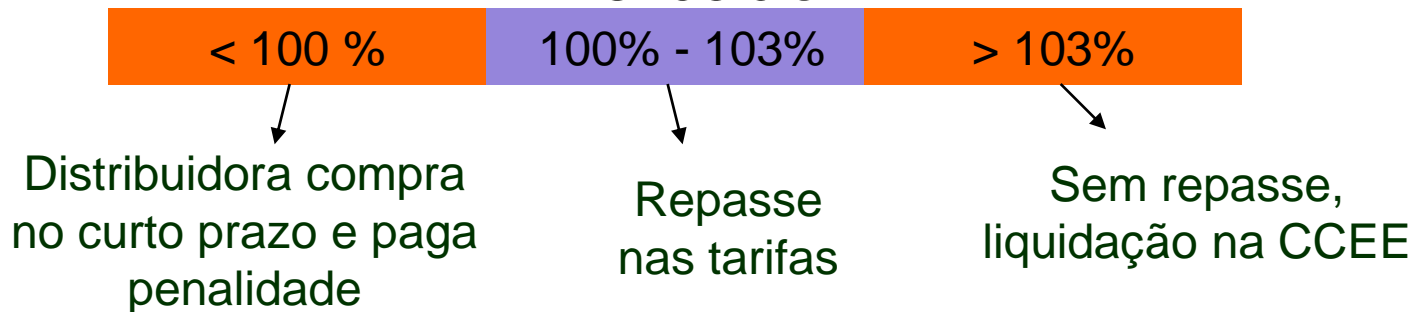 < 100 % 100% - 103% > 103%
Distribuidora compra
no curto prazo e paga
penalidade
Repasse
nas tarifas
Sem repasse,
liquidação na CCEE